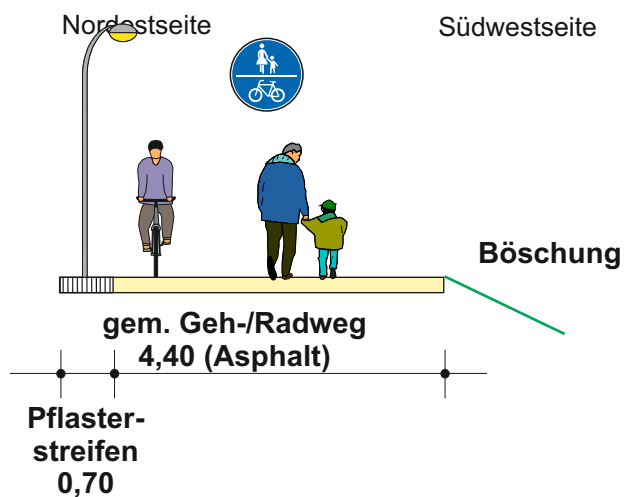 Nordostseite
Südwestseite
Böschung
gem. Geh-/Radweg
4,40 (Asphalt)
Pflaster-
streifen
0,70